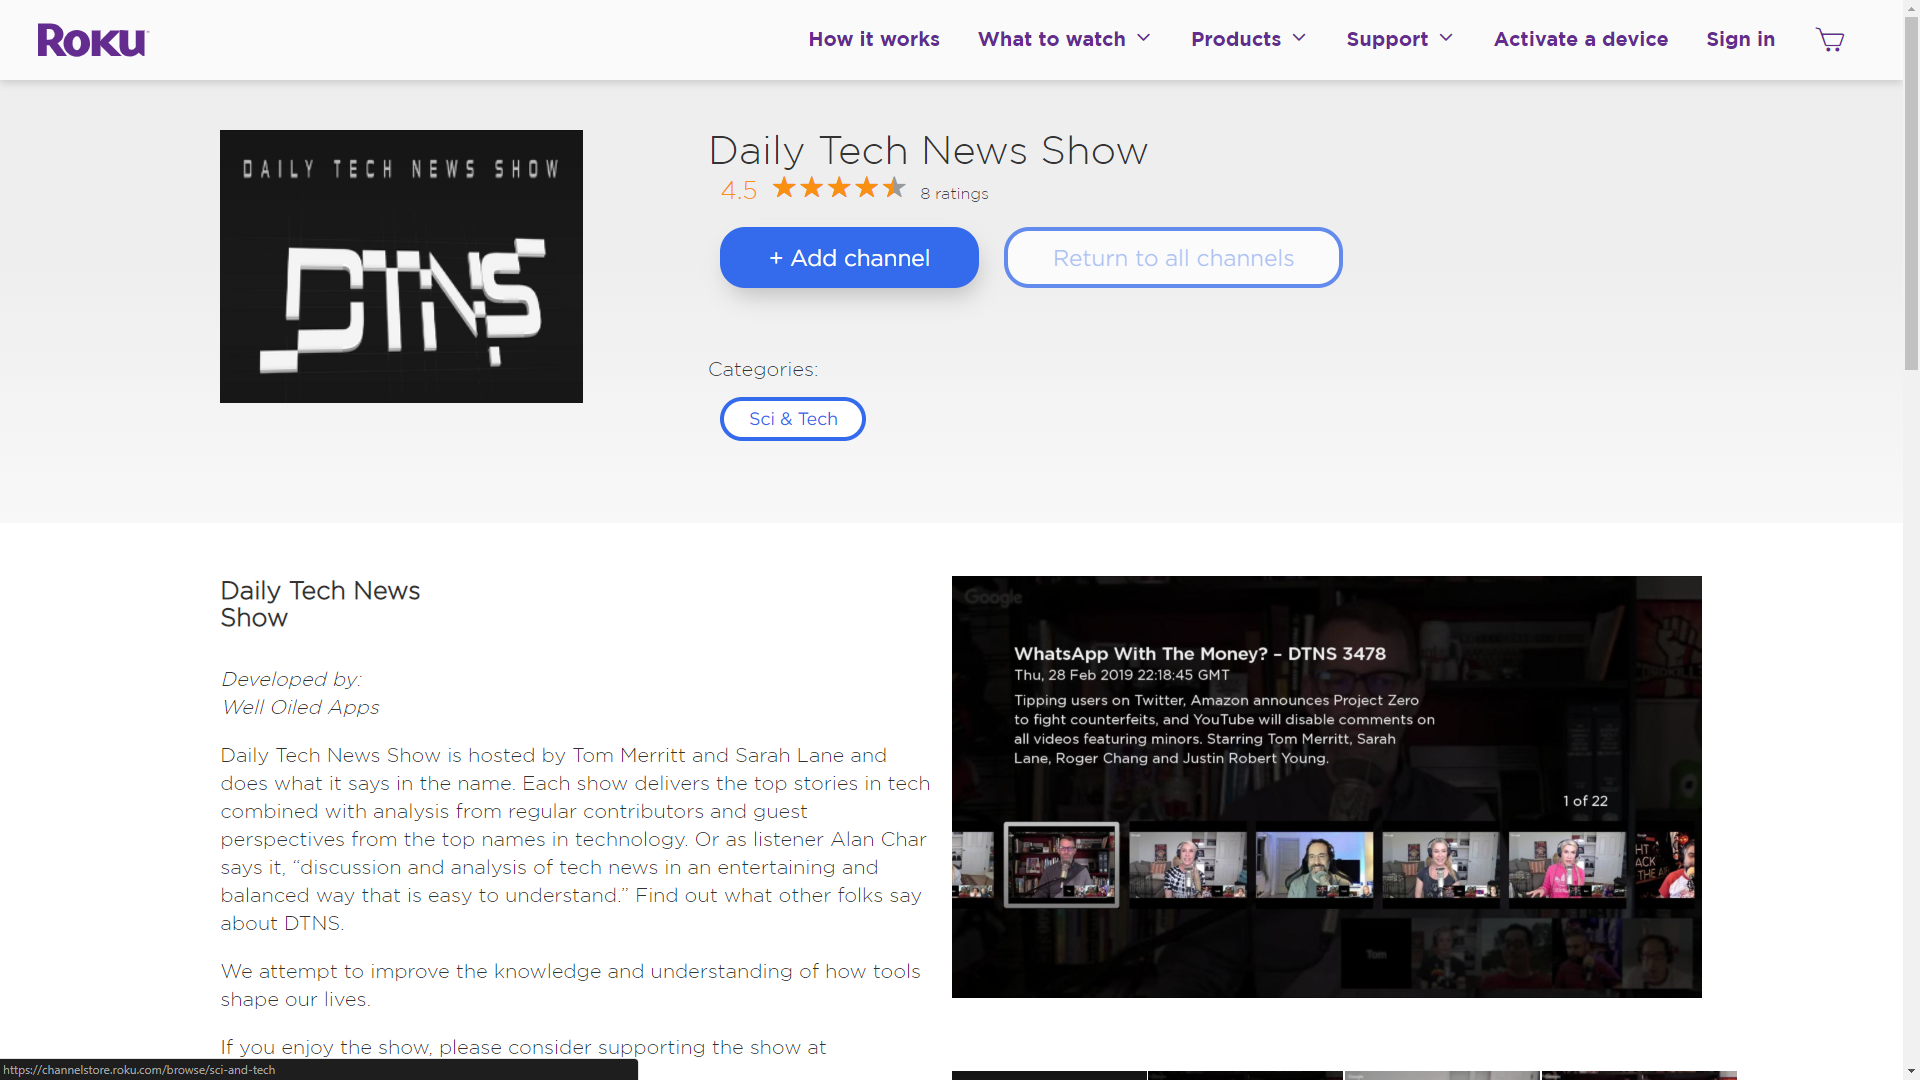 Roku
How it works
What to watch
Products
Support
Activate a device
Sign in
DAILY TECH NEWS SHOW
DTNS
Daily Tech News Show
4.5
8 ratings
+ Add channel
Return to all channels
Categories:
Sci & Tech
Daily Tech News
Show
Developed by:
Well Oiled Apps
Daily Tech News Show is hosted by Tom Merritt and Sarah Lane and
does what it says in the name. Each show delivers the top stories in tech
combined with analysis from regular contributors and guest
perspectives from the top names in technology. Or as listener Alan Char
says it, “discussion and analysis of tech news in an entertaining and
balanced way that is easy to understand.” Find out what other folks say
about DTNS.
We attempt to improve the knowledge and understanding of how tools
shape our lives.
If you enjoy the show, please consider supporting the show at
Google
WhatsApp With The Money? – DTNS 3478
Thu, 28 Feb 2019 22:18:45 GMT
Tipping users on Twitter, Amazon announces Project Zero
to fight counterfeits, and YouTube will disable comments on
all videos featuring minors. Starring Tom Merritt, Sarah
Lane, Roger Chang and Justin Robert Young.
1 of 22
Tom
https://channelstore.roku.com/browse/sci-and-tech